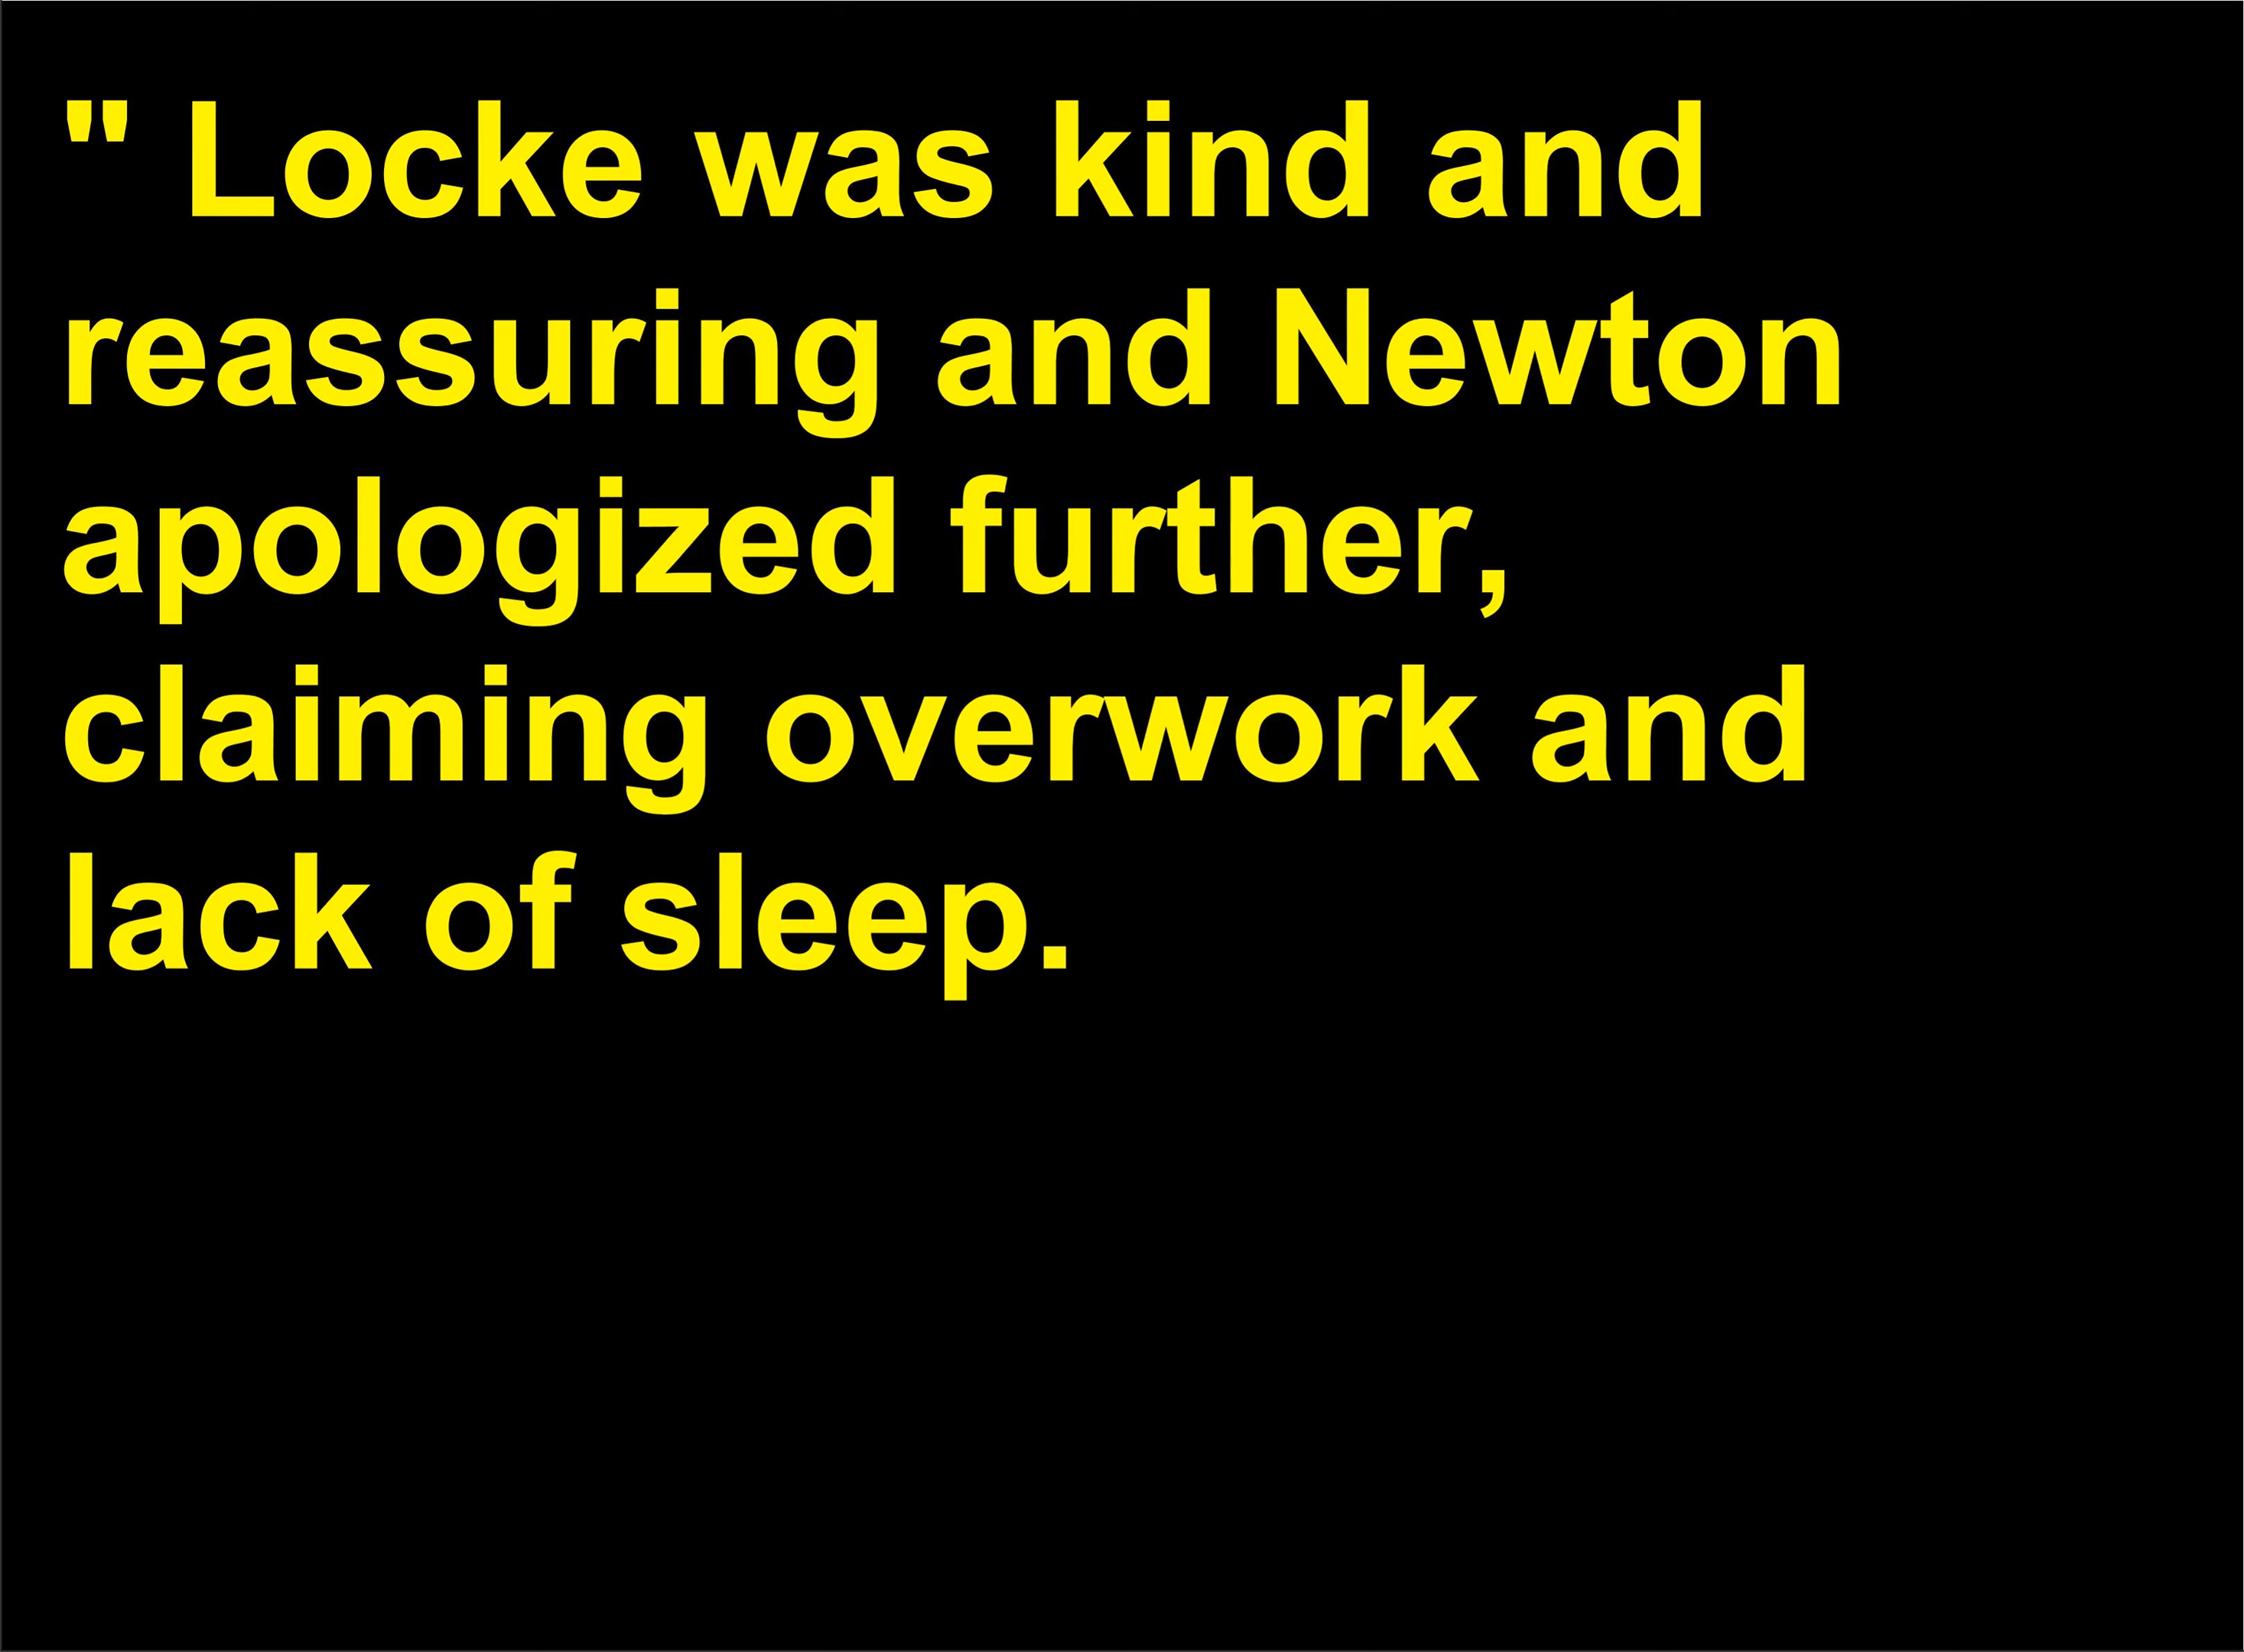 " Locke was kind and
reassuring and Newton
apologized further,
claiming overwork and
lack of sleep.